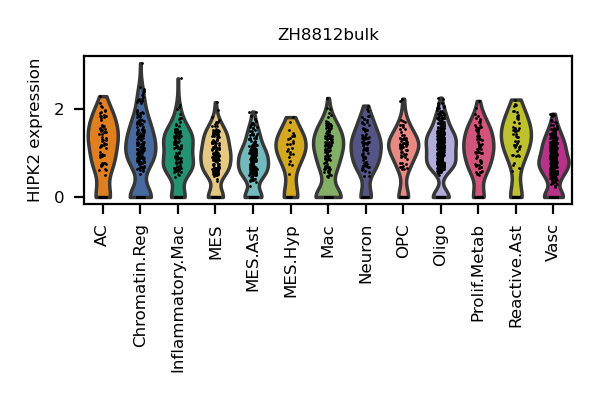 ZH8812bulk
HIPK2 expression
2
0
AC
Chromatin.Reg
Inflammatory.Mac
MES
MES.Ast
MES.Hyp
Mac
Neuron
OPC
Oligo
Prolif.Metab
Reactive.Ast
Vasc